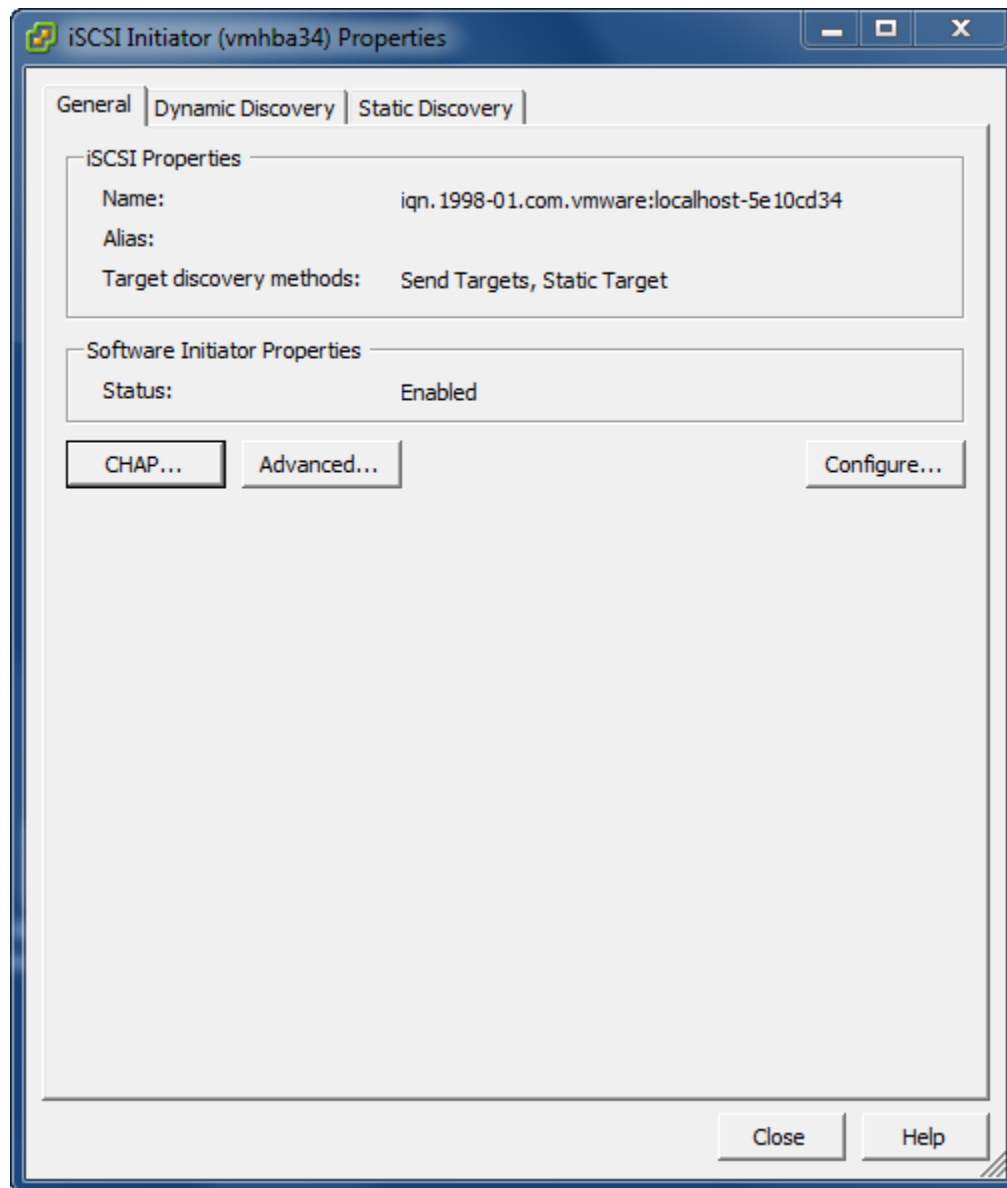 iSCSI Initiator (vmhba34) Properties
General Dynamic Discovery Static Discovery
iSCSI Properties
Name: iqn.1998-01.com.vmware:localhost-5e10cd34
Alias:
Target discovery methods: Send Targets, Static Target
Software Initiator Properties
Status: Enabled
CHAP... Advanced... Configure...
Close Help